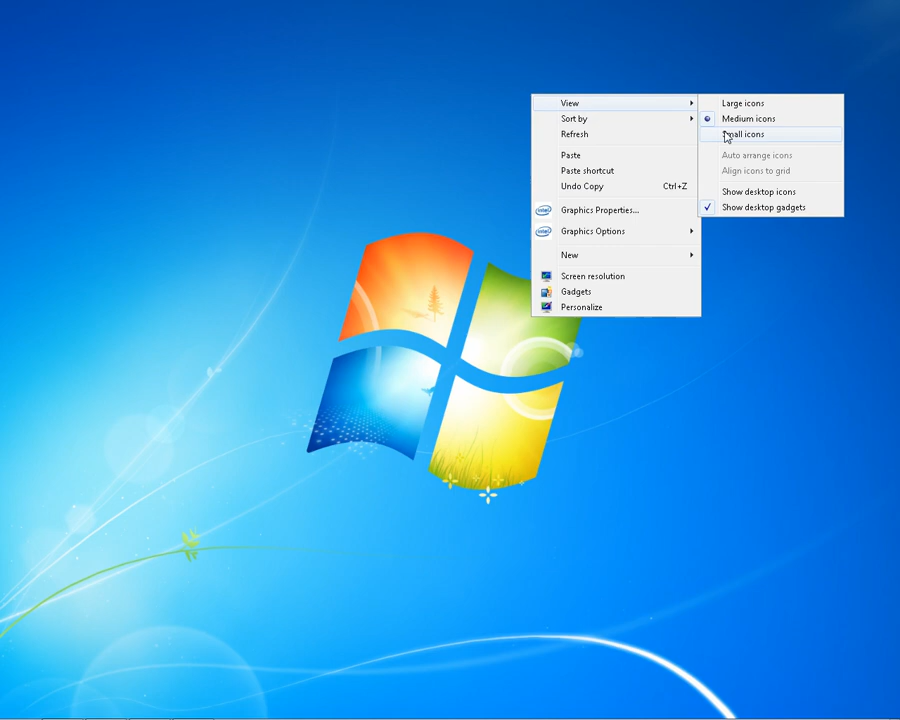 View
Sort by
Refresh
Paste
Paste shortcut
Undo Copy Ctrl+Z
intel Graphics Properties...
intel Graphics Options
New
Screen resolution
Gadgets
Personalize
Large icons
Medium icons
Small icons
Auto arrange icons
Align icons to grid
Show desktop icons
Show desktop gadgets